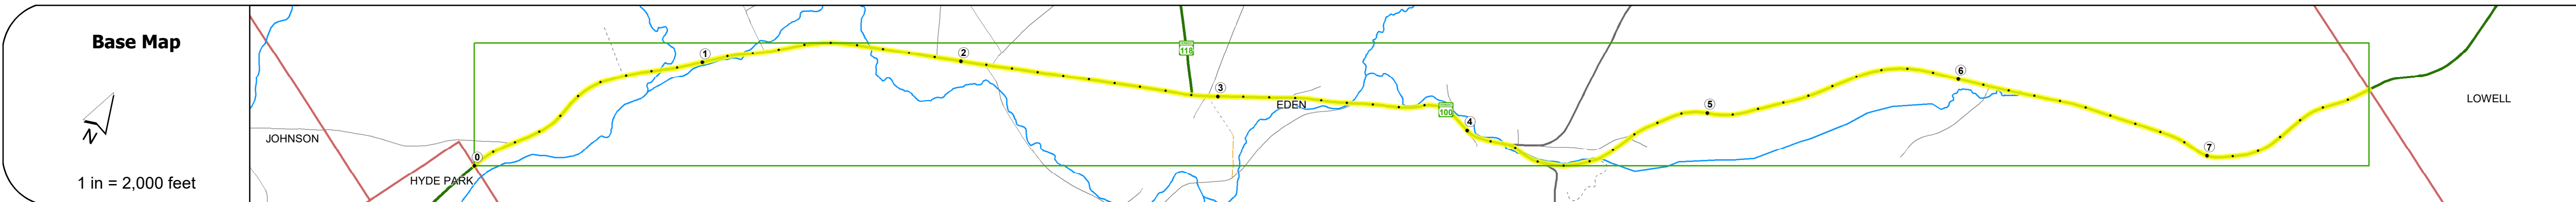 Base Map
N
1 in = 2,000 feet
JOHNSON
HYDE PARK
0
1
2
118
3
EDEN
100
4
5
6
7
LOWELL